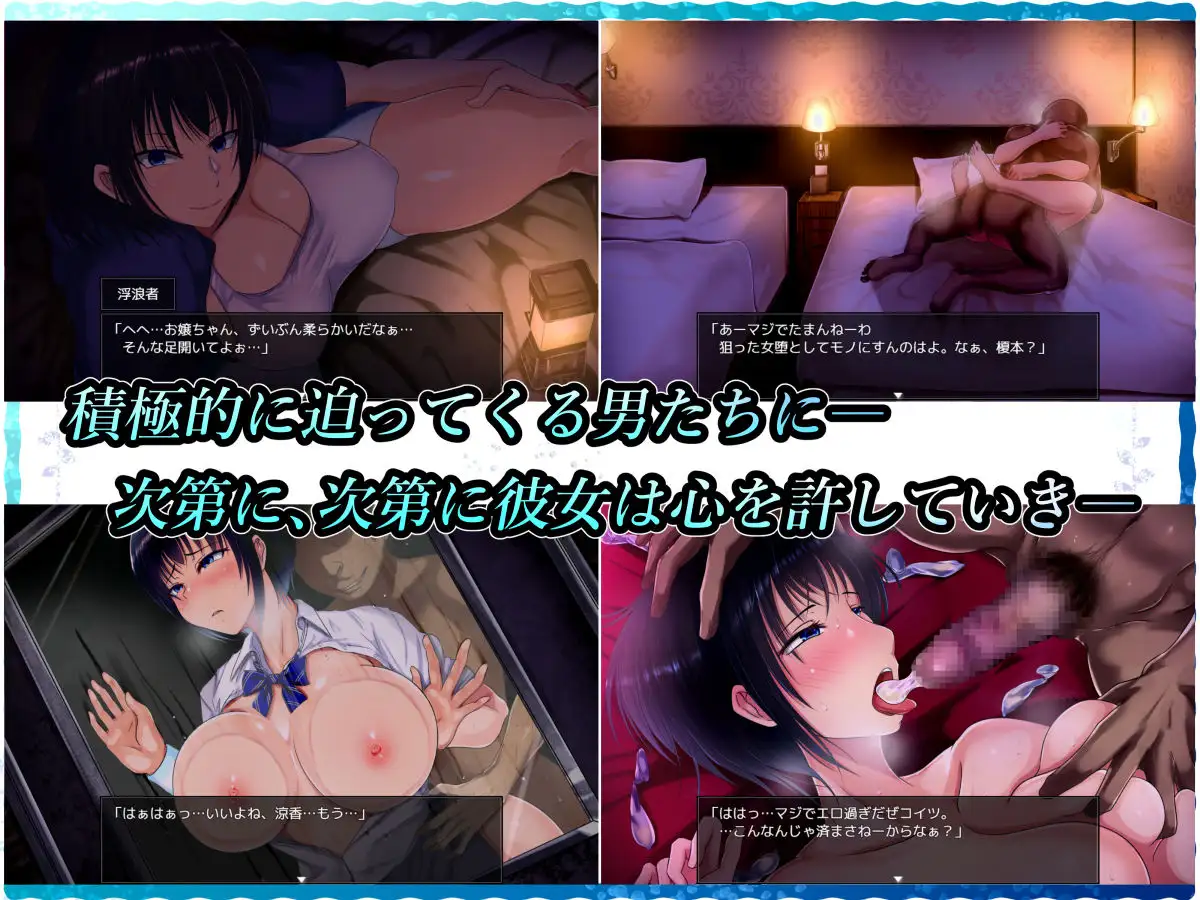 浮浪者
「へへ…お嬢ちゃん、ずいぶん柔らかいだなぁ…
そんな足開いてよぉ…」
「あーマジでたまんねーわ
狙った女堕としてモノにすんのはよ。なぁ、榎本？」
積極的に迫ってくる男たちに―
次第に、次第に彼女は心を許していき―
「はぁはぁっ…いいよね、涼香…もう…」
「ははっ…マジでエロ過ぎだぜコイツ。
…こんなんじゃ済まさねーからなぁ？」